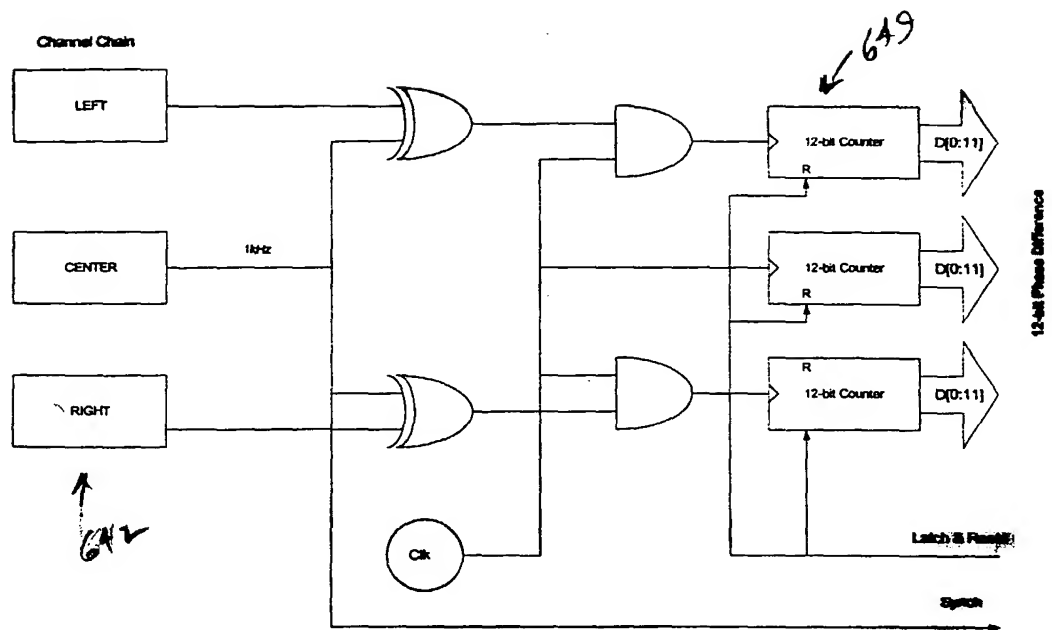 Channel Chain
649
LEFT
12-bit Counter
D[0:11]
R
CENTER
1kHz
12-bit Counter
D[0:11]
R
12-bit Phase Difference
R
RIGHT
12-bit Counter
D[0:11]
642
Clk
Latch & Reset
Synch